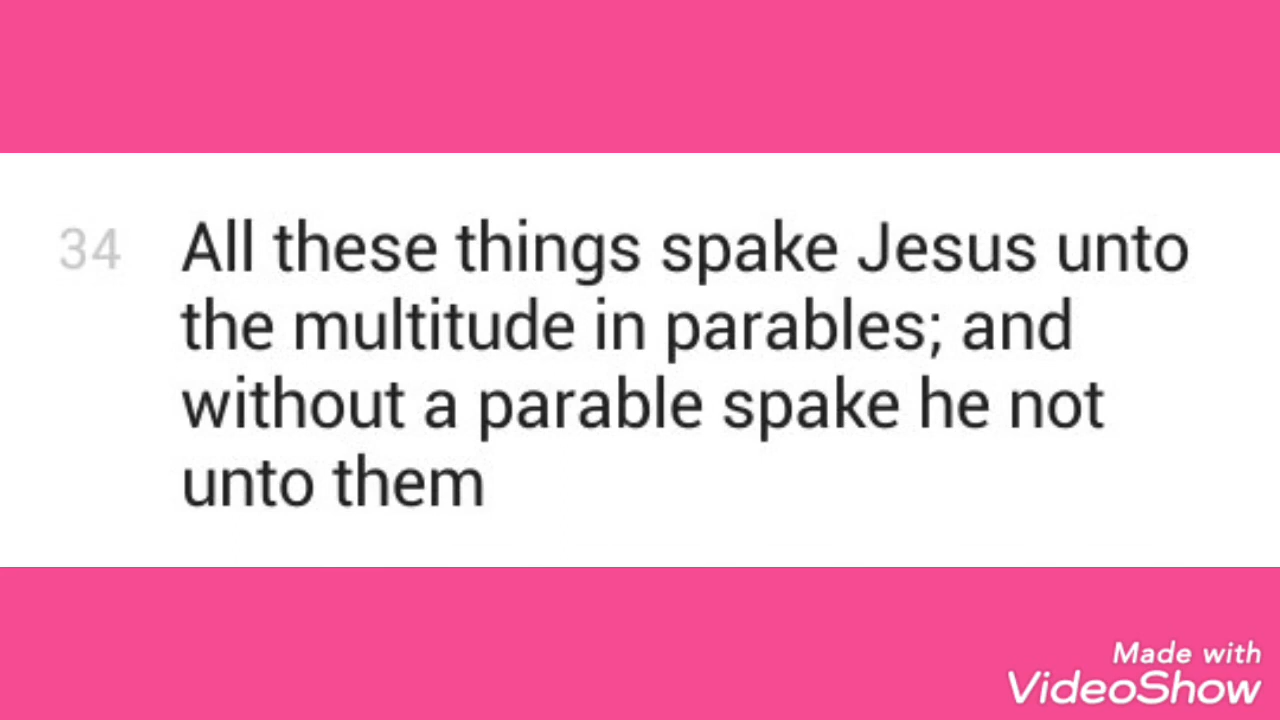 34 All these things spake Jesus unto
the multitude in parables; and
without a parable spake he not
unto them
Made with
VideoShow